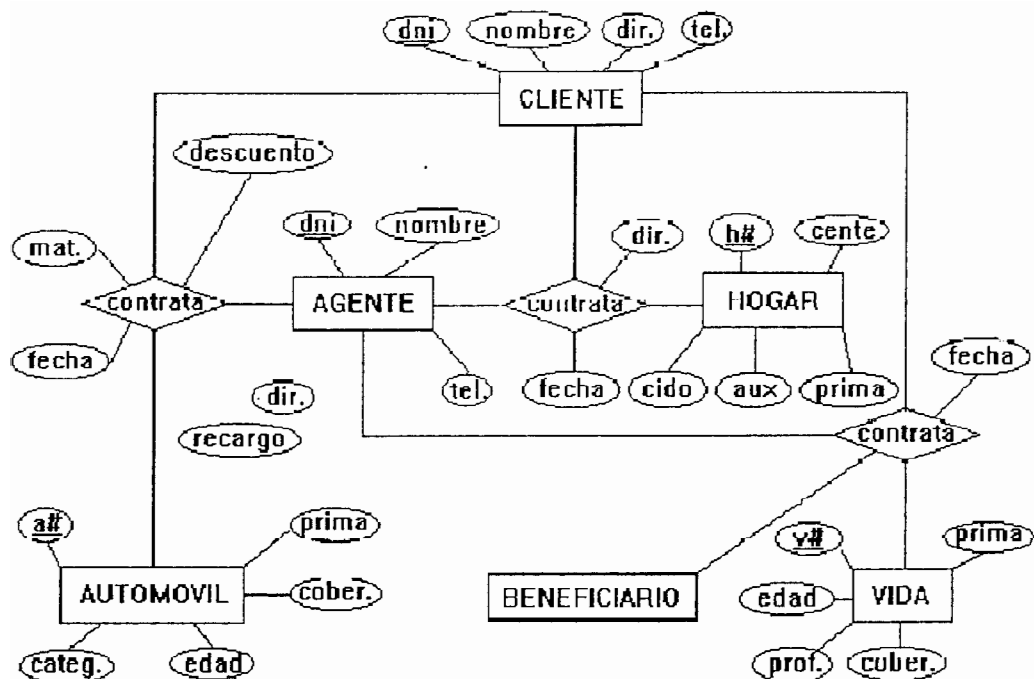 dni nombre dir. tel.
CLIENTE
descuento
dni nombre dir. h# cente
mat.
contrata AGENTE contrata HOGAR
fecha tel. fecha cido aux prima fecha
dir.
recargo contrata
a# prima v# prima
AUTOMOVIL cober. BENEFICIARIO edad VIDA
categ. edad prof. cuber.